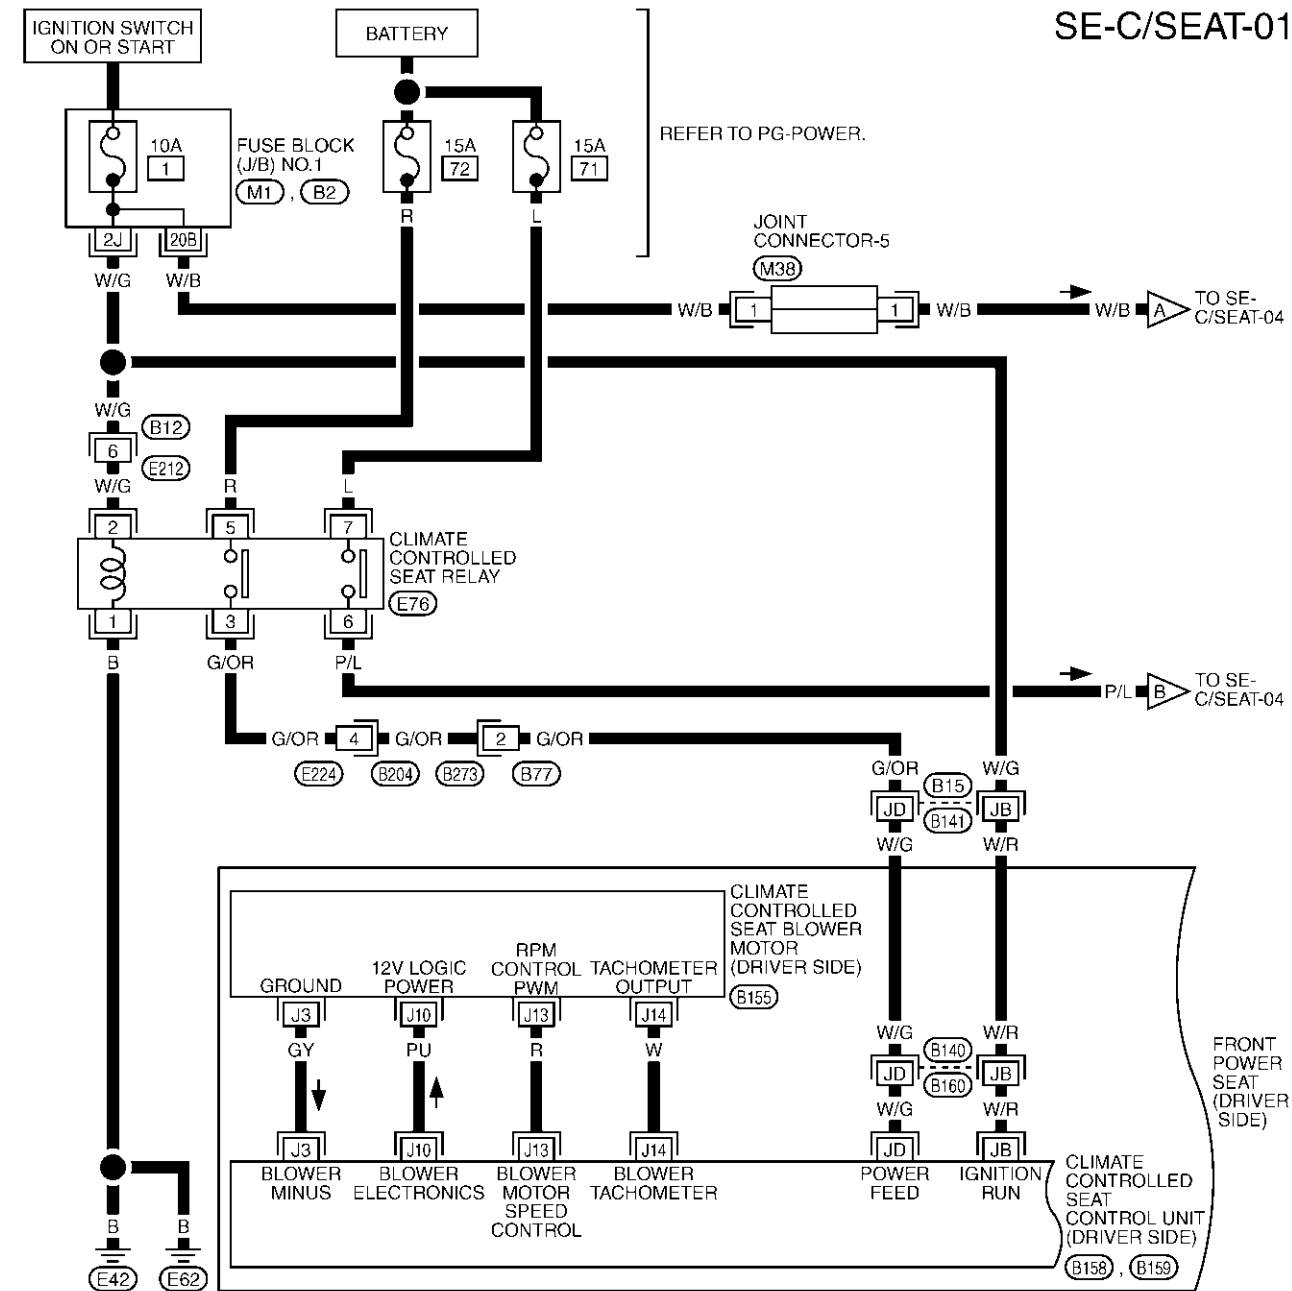 SE-C/SEAT-01
IGNITION SWITCH
ON OR START
BATTERY
10A
1
FUSE BLOCK
(J/B) NO.1
M1 , B2
15A
72
15A
71
REFER TO PG-POWER.
2J
20B
R
L
W/G
W/B
JOINT
CONNECTOR-5
M38
W/B
1
1
W/B
W/B
A
TO SE-
C/SEAT-04
W/G
B12
6
E212
W/G
R
L
2
5
7
CLIMATE
CONTROLLED
SEAT RELAY
E76
1
3
6
B
G/OR
P/L
P/L
B
TO SE-
C/SEAT-04
G/OR
4
G/OR
2
G/OR
E224
B204
B273
B77
G/OR
W/G
B15
JD
JB
B141
W/G
W/R
CLIMATE
CONTROLLED
SEAT BLOWER
MOTOR
(DRIVER SIDE)
B155
GROUND
12V LOGIC
POWER
RPM
CONTROL
PWM
TACHOMETER
OUTPUT
J3
J10
J13
J14
GY
PU
R
W
W/G
W/R
B140
JD
JB
B160
W/G
W/R
FRONT
POWER
SEAT
(DRIVER
SIDE)
J3
J10
J13
J14
JD
JB
BLOWER
MINUS
BLOWER
ELECTRONICS
BLOWER
MOTOR
SPEED
CONTROL
BLOWER
TACHOMETER
POWER
FEED
IGNITION
RUN
CLIMATE
CONTROLLED
SEAT
CONTROL UNIT
(DRIVER SIDE)
B158 , B159
B
B
E42
E62